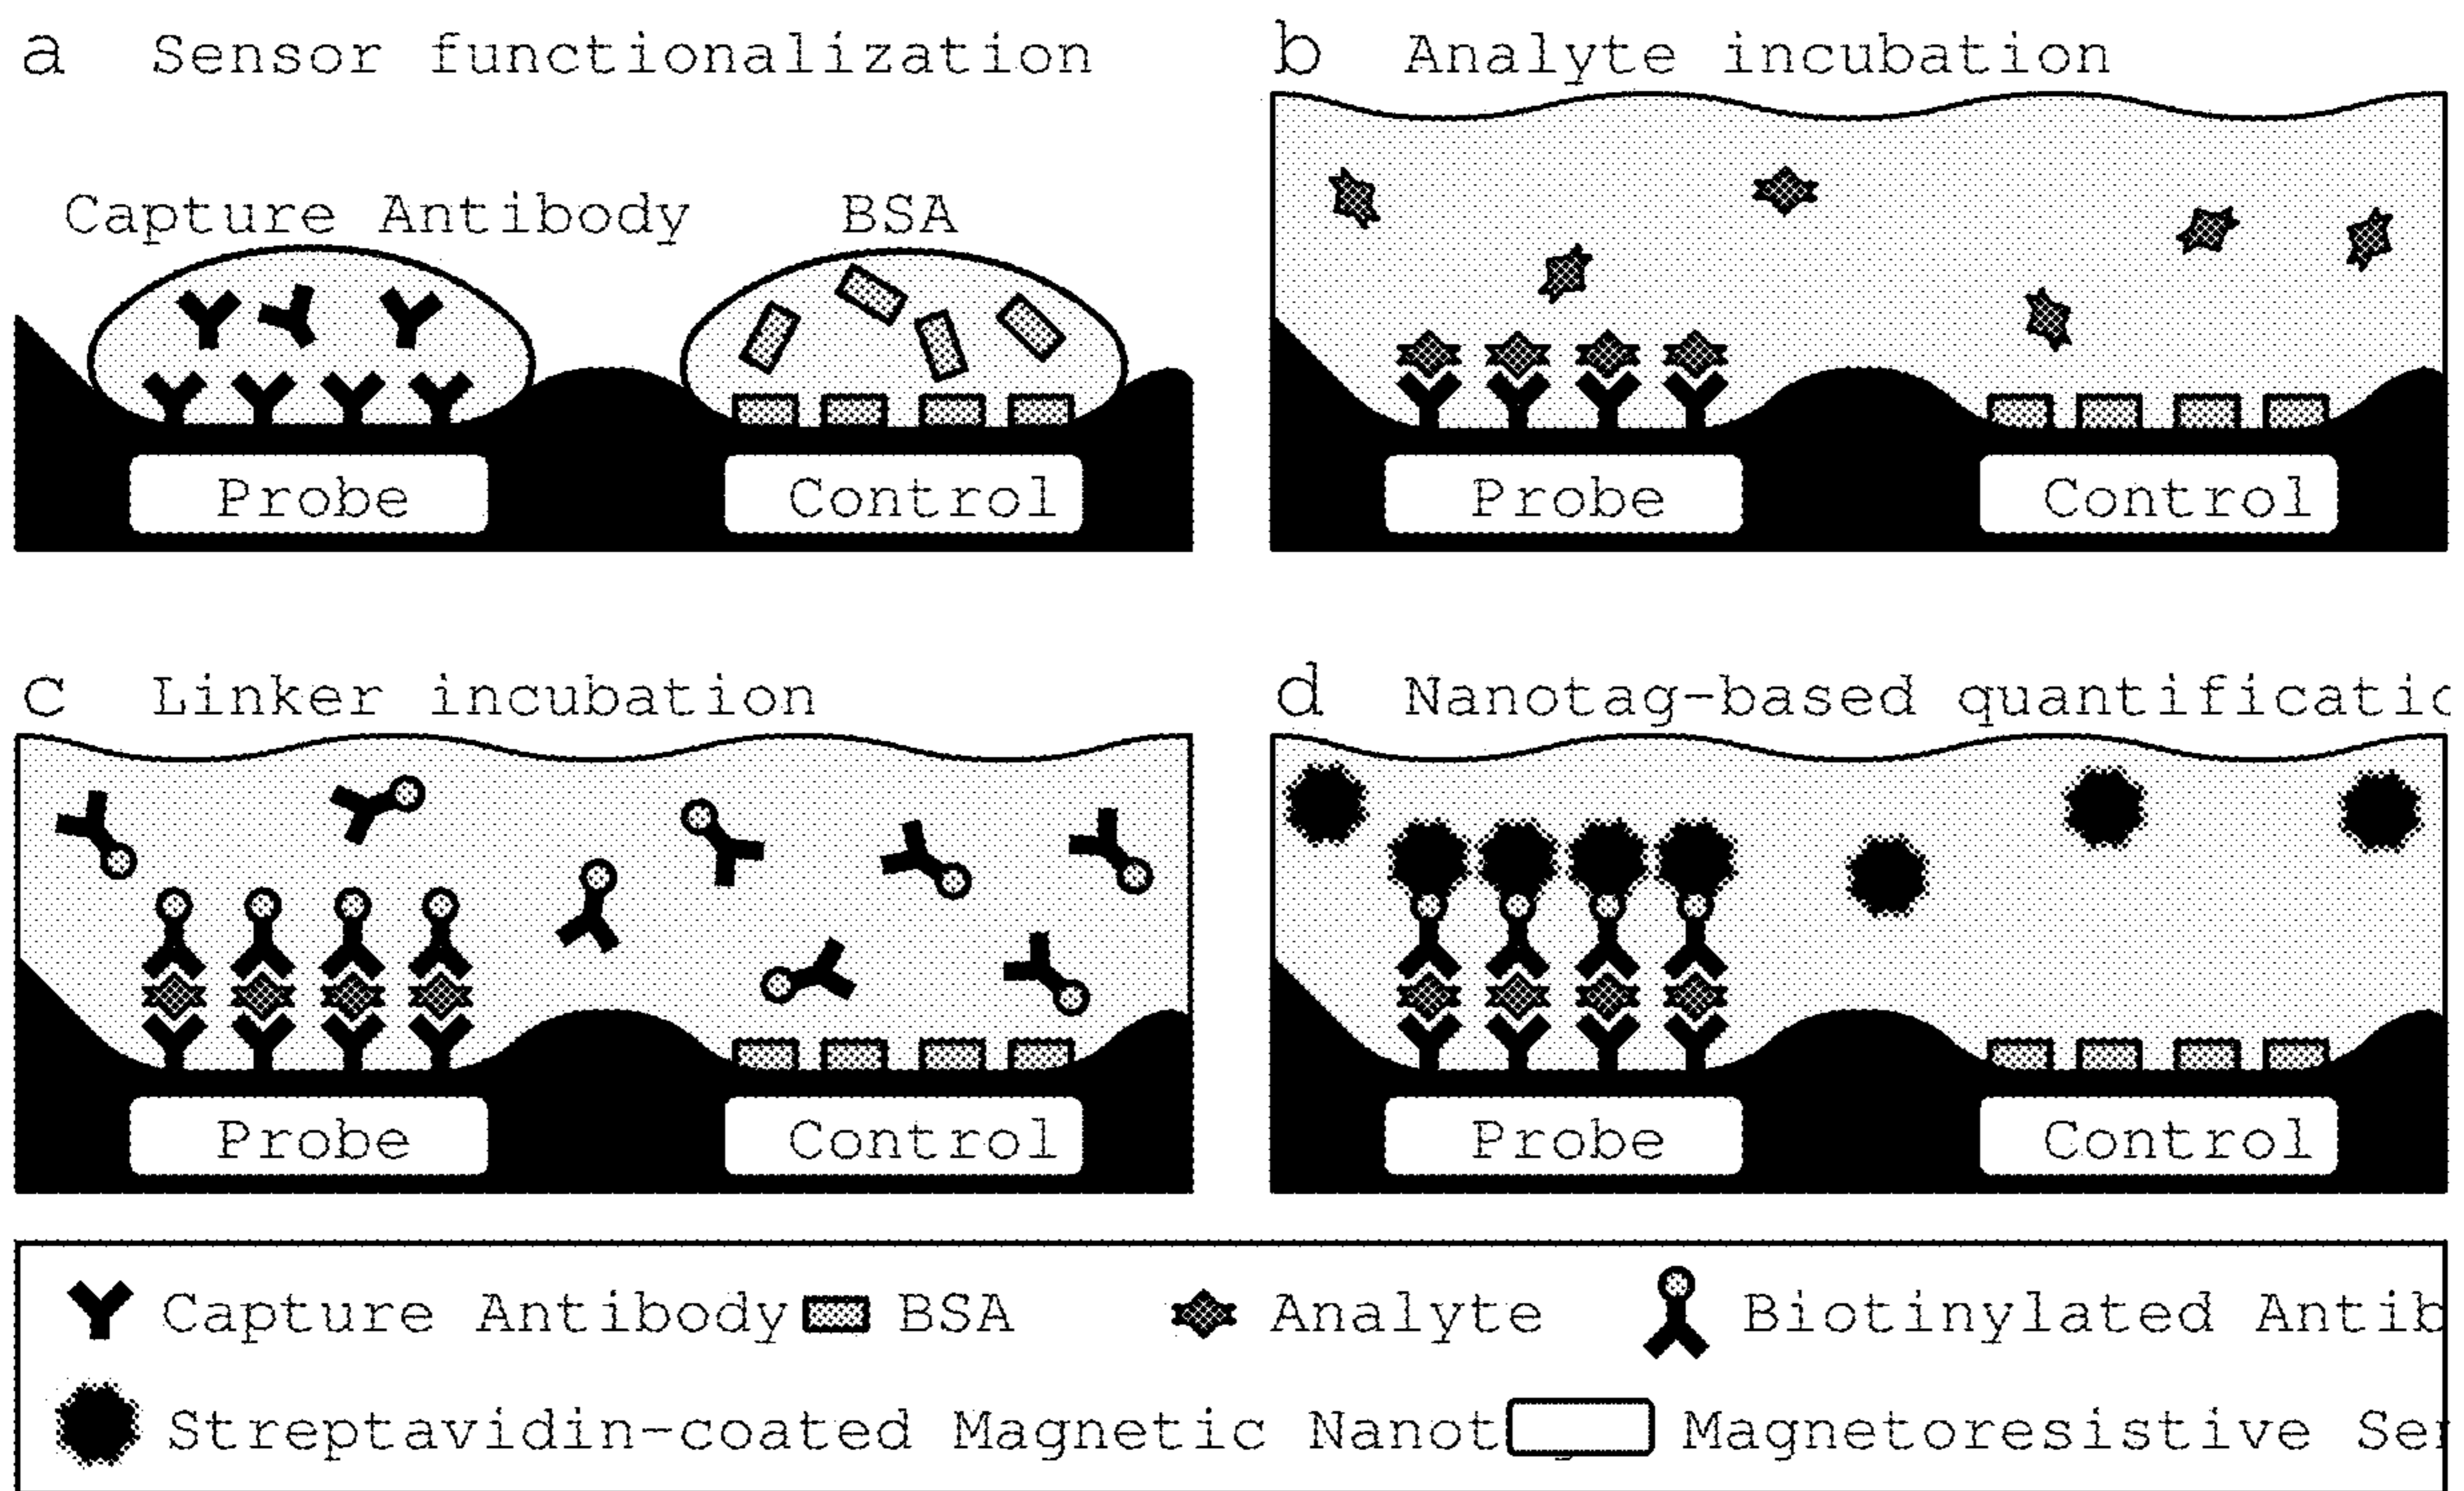 a Sensor functionalization
Capture Antibody BSA
Probe Control
b Analyte incubation
Probe Control
c Linker incubation
Probe Control
d Nanotag-based quantificatio
Probe Control
Capture Antibody BSA Analyte Biotinylated Antib
Streptavidin-coated Magnetic Nanot Magnetoresistive Sen